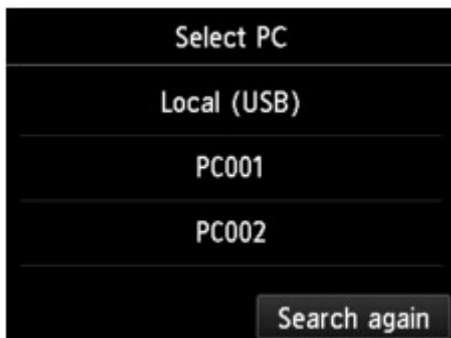 Select PC
Local (USB)
PC001
PC002
Search again